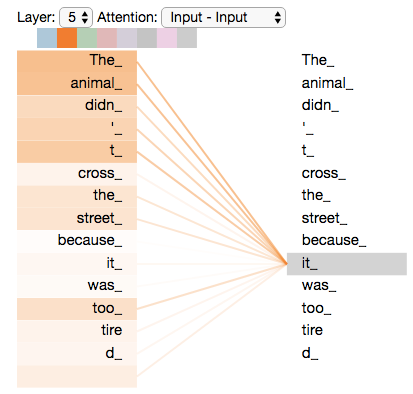 Layer: 5 Attention: Input - Input
The_ The_
animal_ animal_
didn_ didn_
'_ '_
t_ t_
cross_ cross_
the_ the_
street_ street_
because_ because_
it_ it_
was_ was_
too_ too_
tire tire
d_ d_